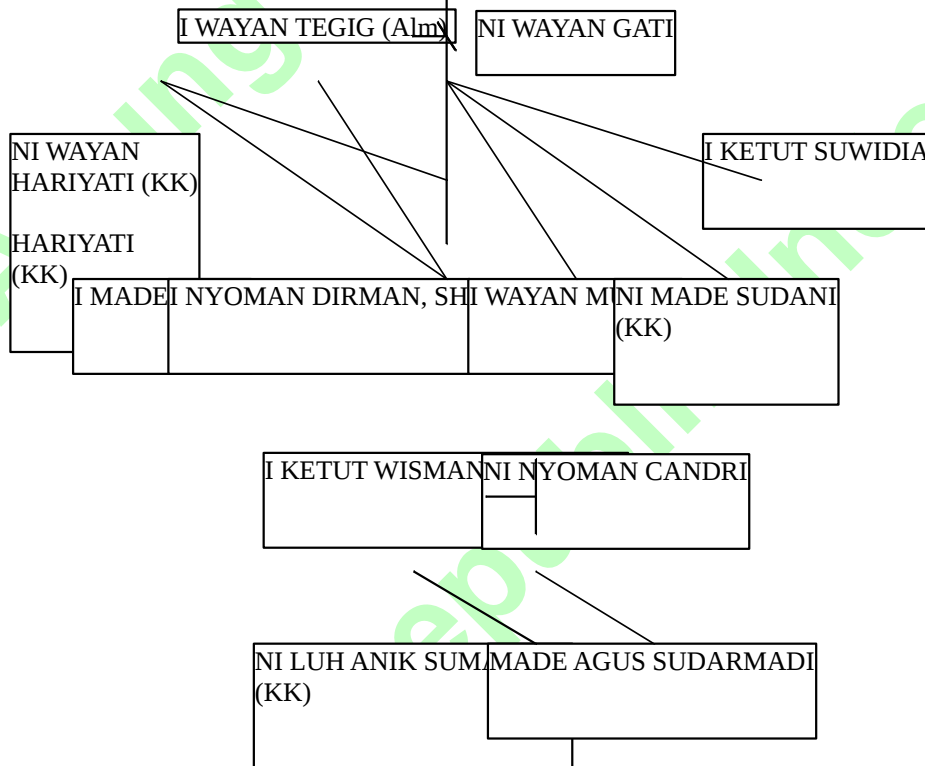 I WAYAN TEGIG (Alm)
NI WAYAN GATI
NI WAYAN
HARIYATI (KK)
HARIYATI
(KK)
I KETUT SUWIDIA
I MADE
I NYOMAN DIRMAN, SH
I WAYAN
NI MADE SUDANI
(KK)
I KETUT WISMAN
NI NYOMAN CANDRI
NI LUH ANIK
(KK)
MADE AGUS SUDARMADI